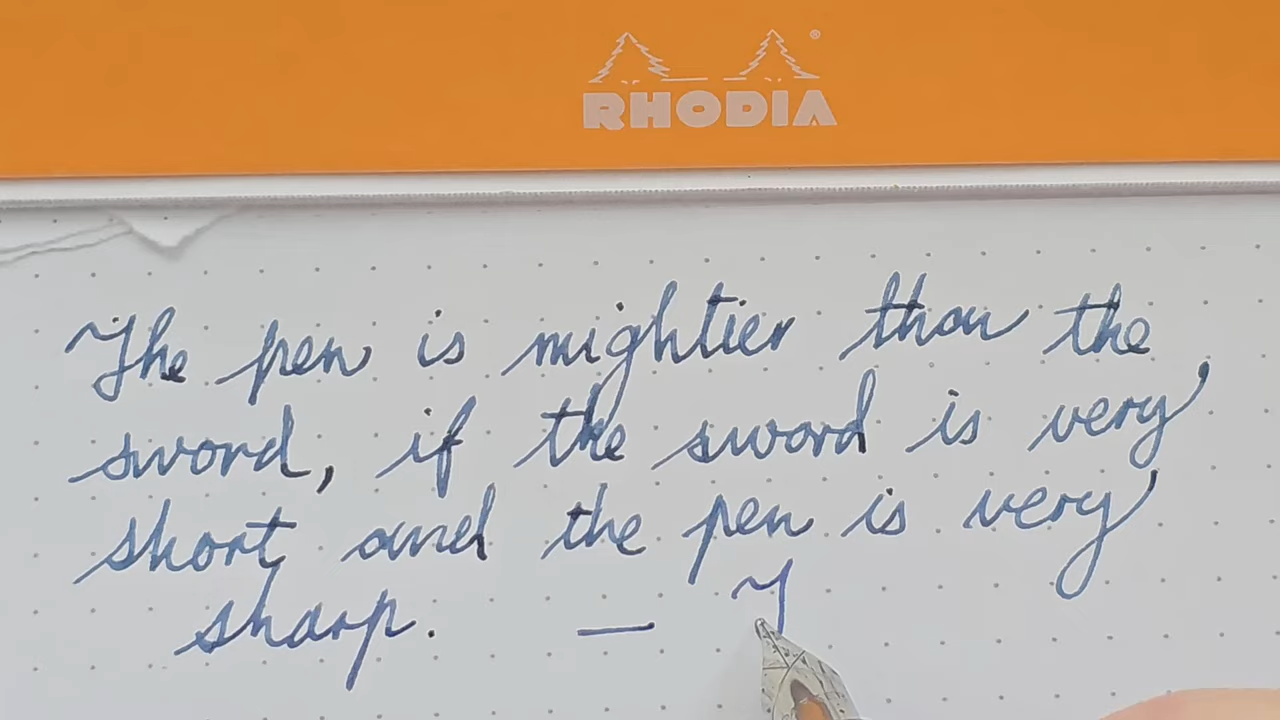 RHODIA
The pen is mightier than the
sword, if the sword is very
short and the pen is very
sharp. —